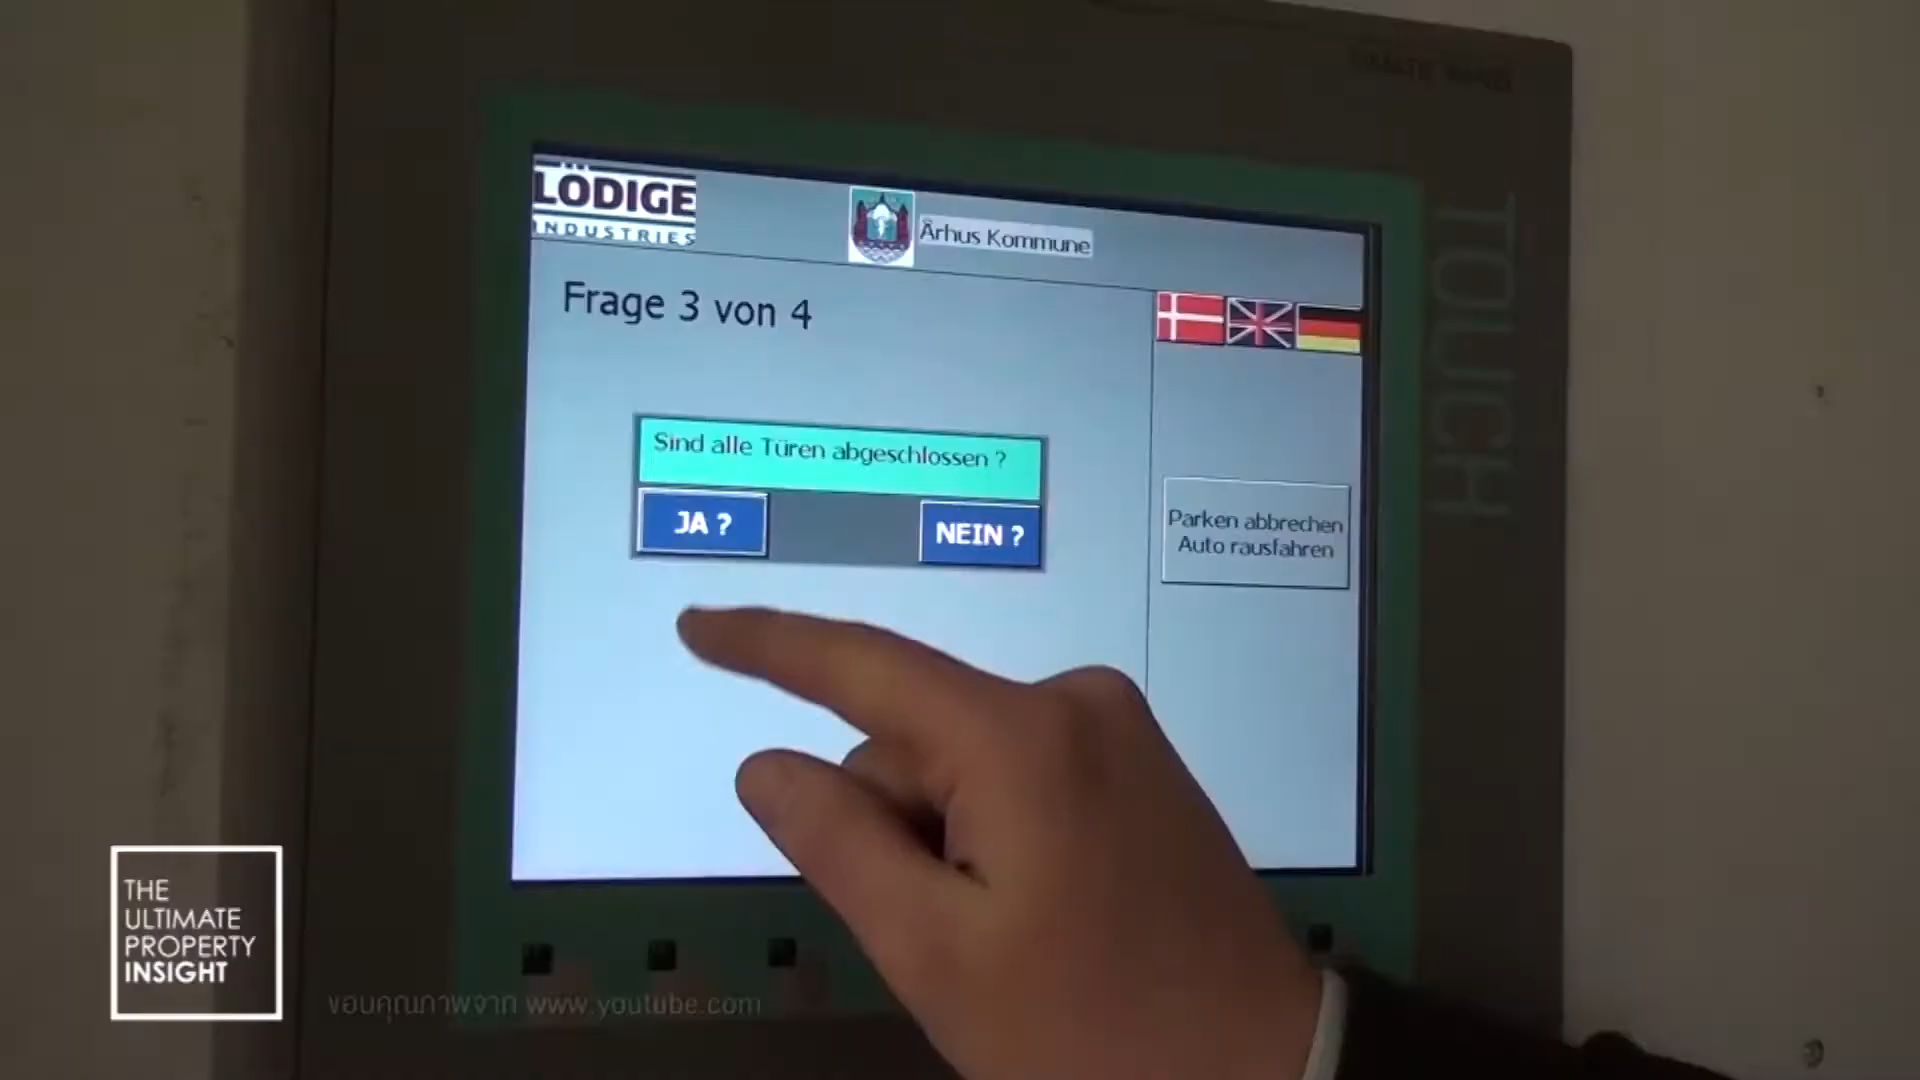 LÖDIGE
INDUSTRIES
Århus Kommune
Frage 3 von 4
Sind alle Türen abgeschlossen ?
JA ?
NEIN ?
Parken abbrechen
Auto rausfahren
TOUCH
THE
ULTIMATE
PROPERTY
INSIGHT
ขอบคุณภาพจาก www.youtube.com